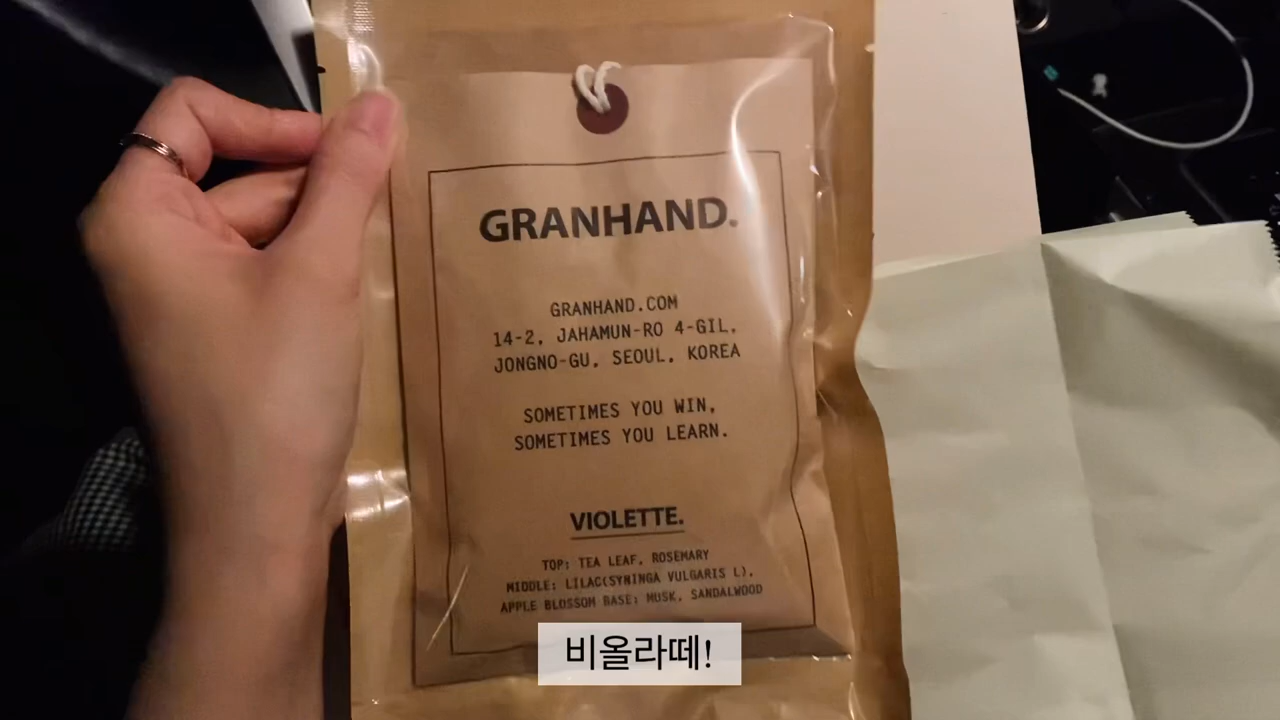 GRANHAND.
GRANHAND.COM
14-2, JAHAMUN-RO 4-GIL,
JONGNO-GU, SEOUL, KOREA
SOMETIMES YOU WIN,
SOMETIMES YOU LEARN.
VIOLETTE.
TOP: TEA LEAF, ROSEMARY
MIDDLE: LILAC(SYRINGA VULGARIS L),
APPLE BLOSSOM BASE: MUSK, SANDALWOOD
비올라떼!